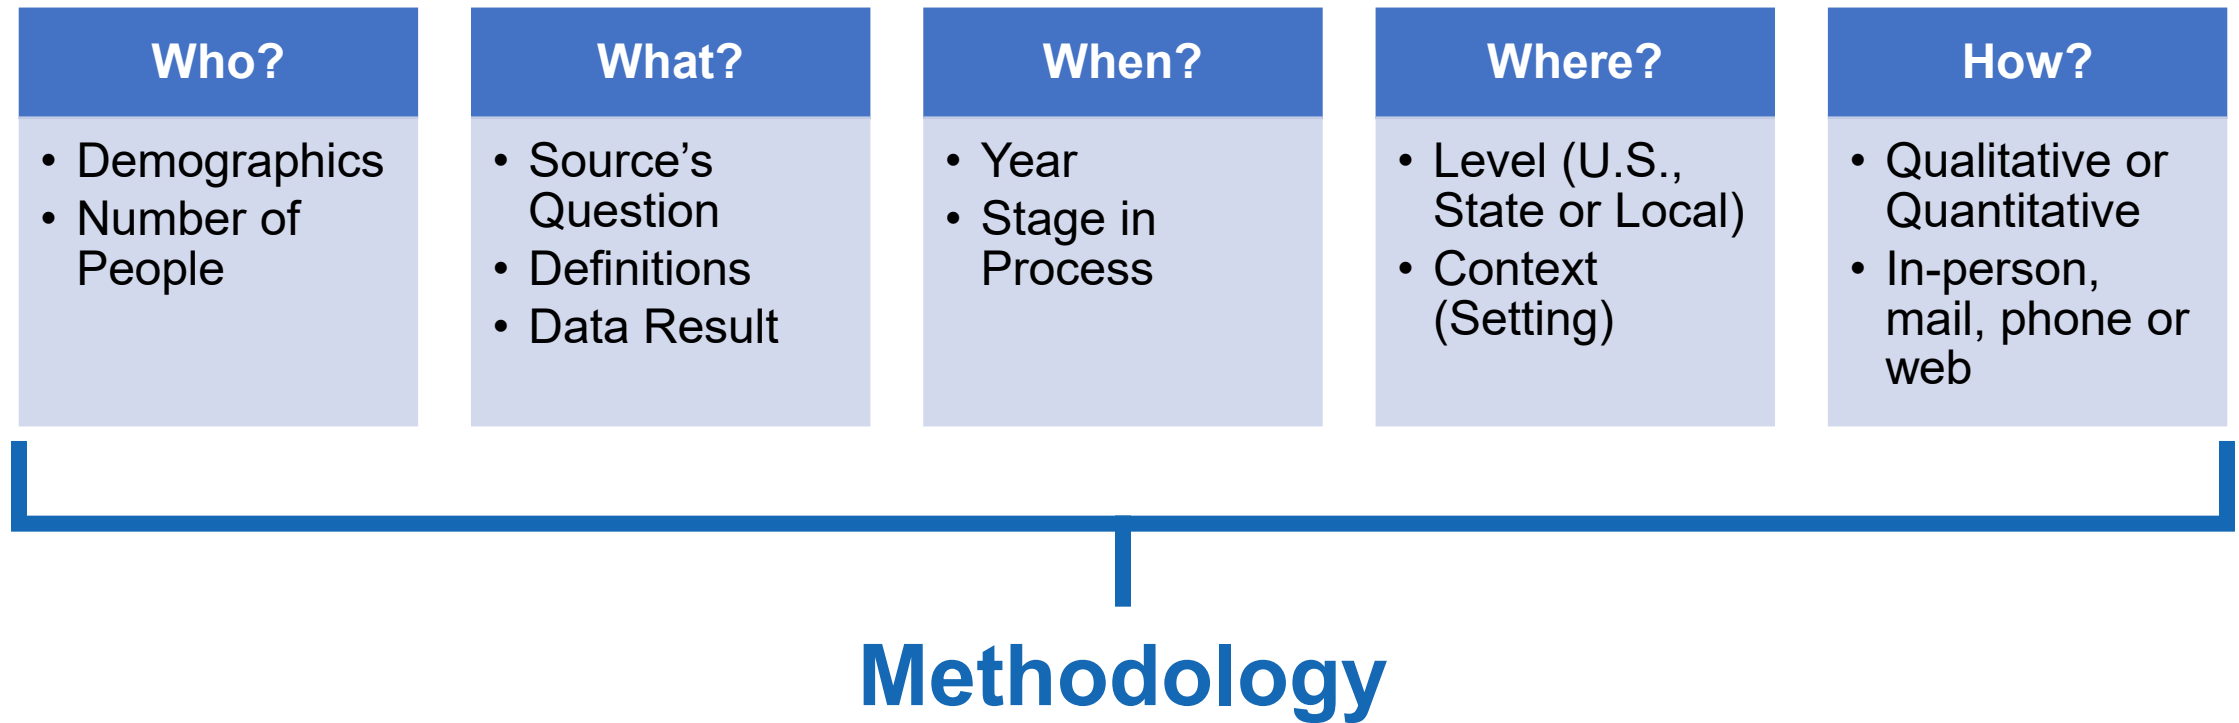 Who?
• Demographics
• Number of
People
What?
• Source’s
Question
• Definitions
• Data Result
When?
• Year
• Stage in
Process
Where?
• Level (U.S.,
State or Local)
• Context
(Setting)
How?
• Qualitative or
Quantitative
• In-person,
mail, phone or
web
Methodology